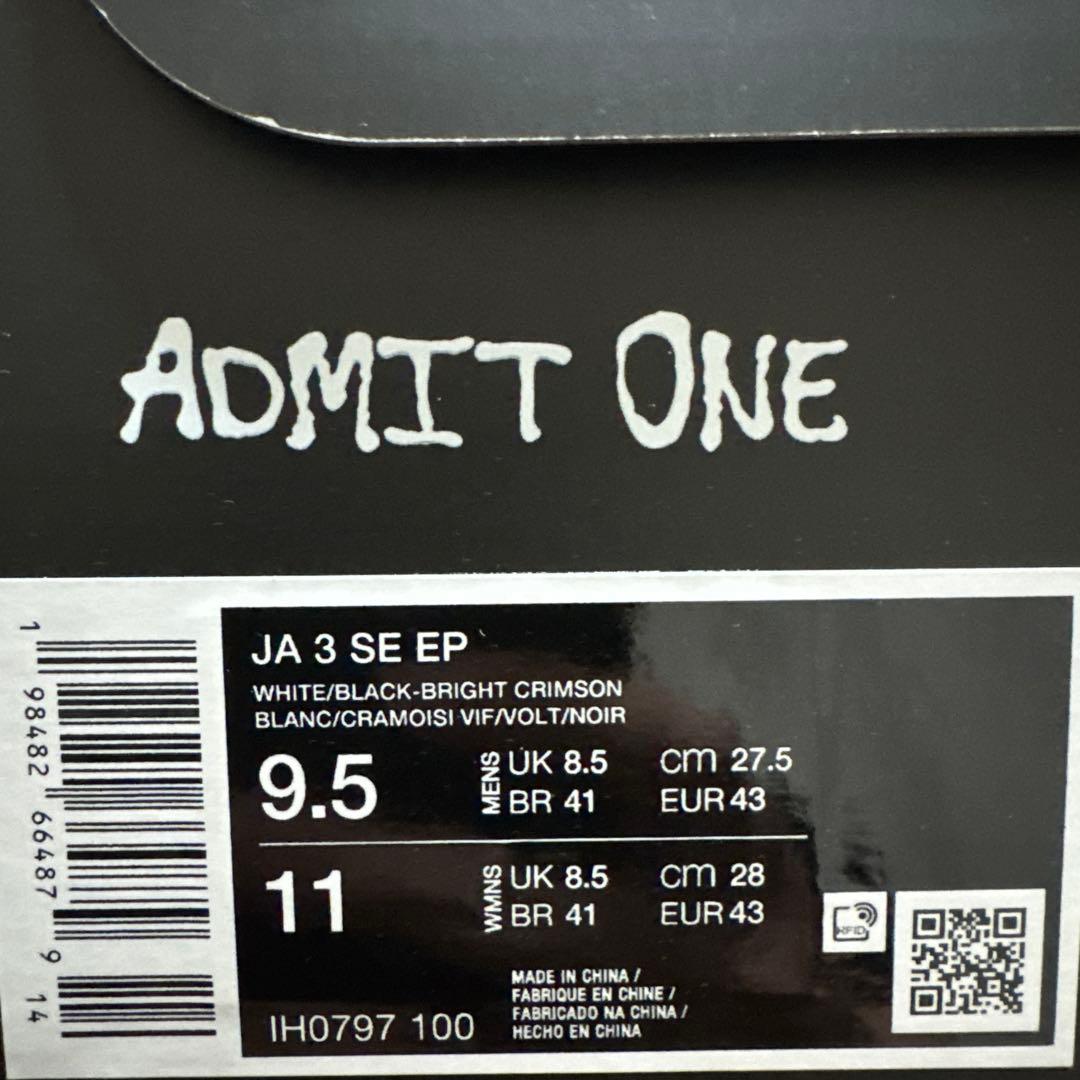 ADMIT ONE
JA 3 SE EP
WHITE/BLACK-BRIGHT CRIMSON
BLANC/CRAMOISI VIF/VOLT/NOIR
9.5 MENS UK 8.5 cm 27.5
BR 41 EUR 43
11 WMNS UK 8.5 cm 28
BR 41 EUR 43
RFID
MADE IN CHINA /
FABRIQUE EN CHINE /
FABRICADO NA CHINA /
HECHO EN CHINA
IH0797 100
1 98482 66487 9 14